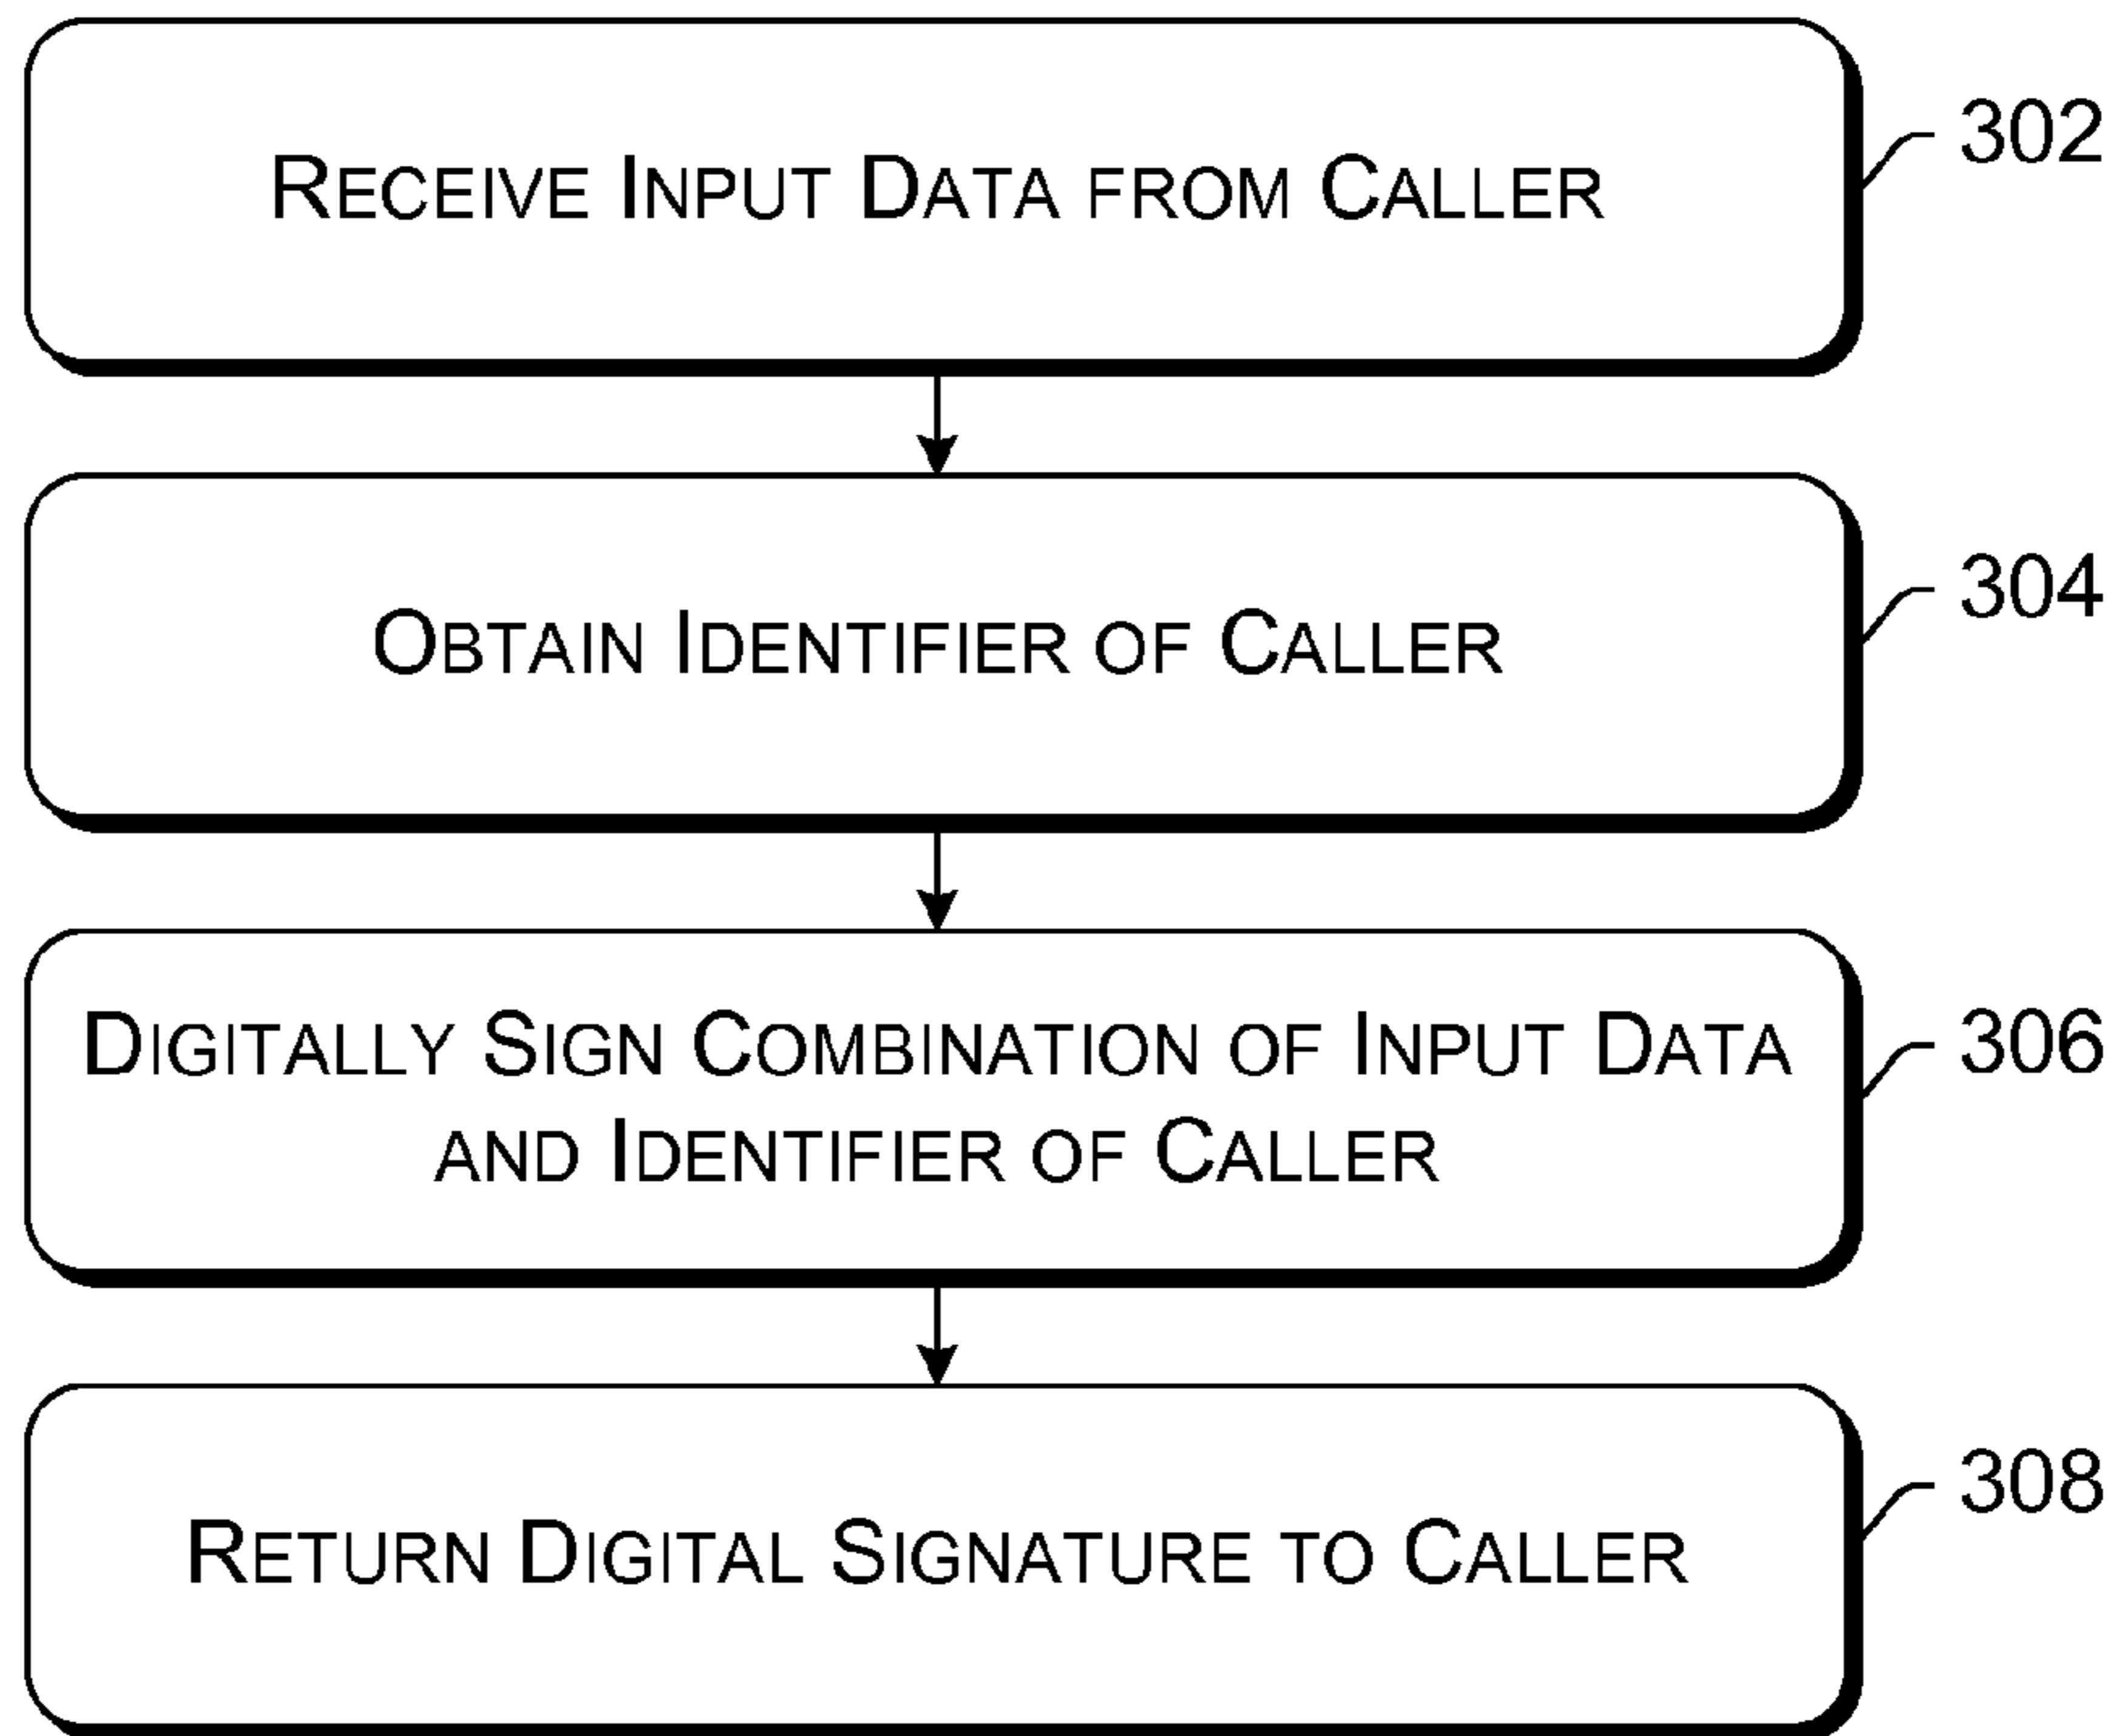 RECEIVE INPUT DATA FROM CALLER
302
OBTAIN IDENTIFIER OF CALLER
304
DIGITALLY SIGN COMBINATION OF INPUT DATA
AND IDENTIFIER OF CALLER
306
RETURN DIGITAL SIGNATURE TO CALLER
308